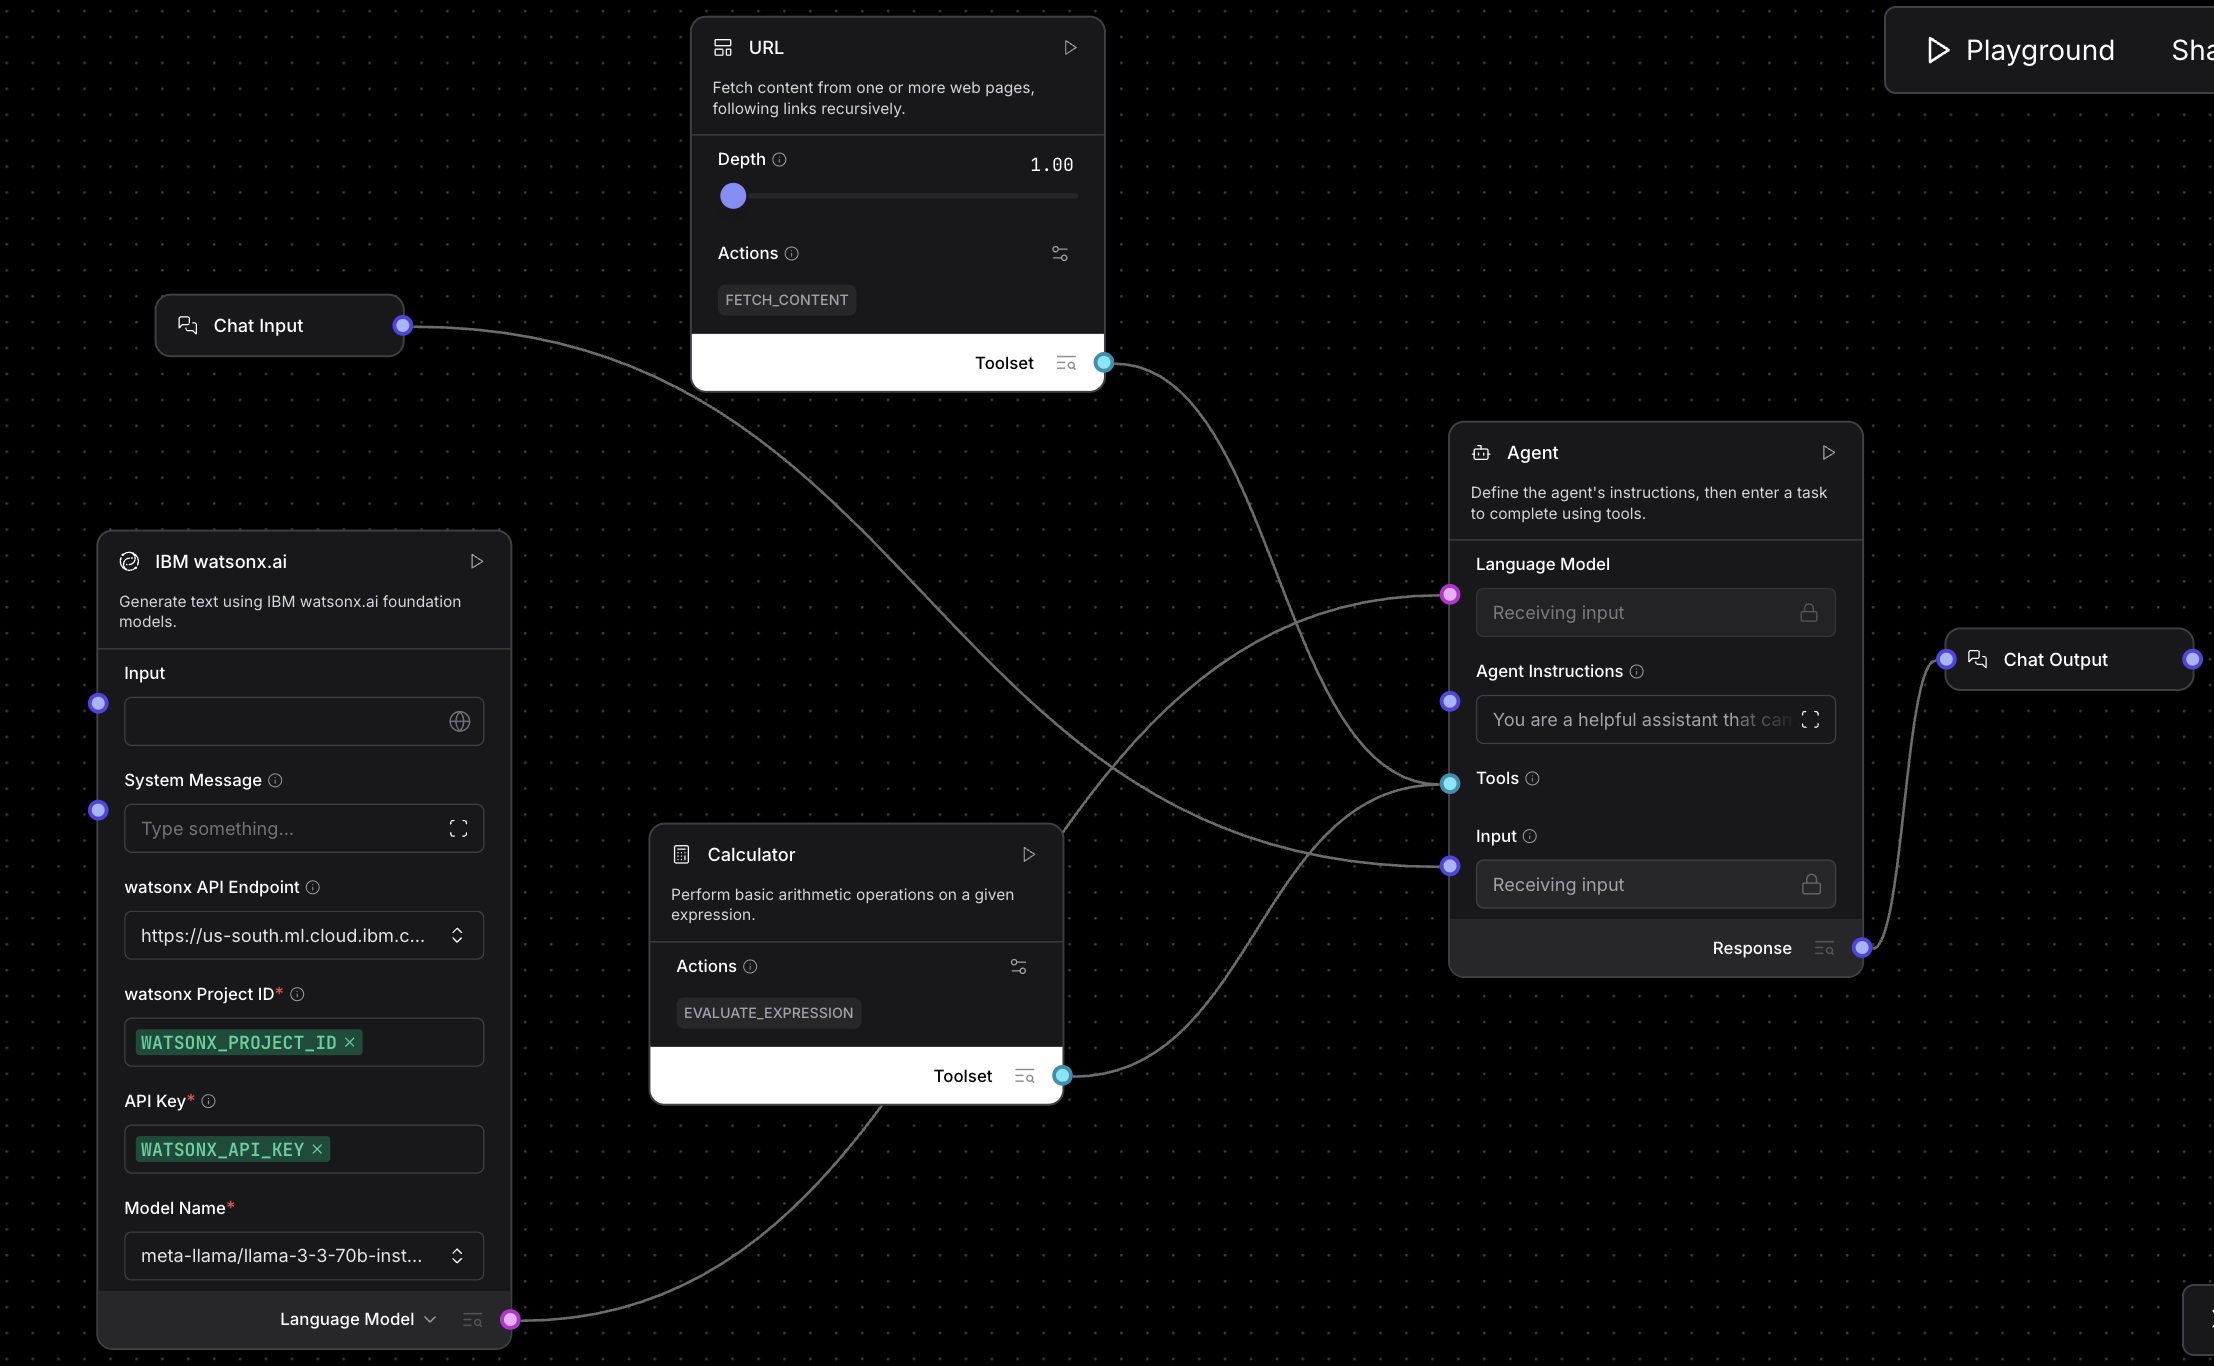 URL
Fetch content from one or more web pages,
following links recursively.
Depth
1.00
Actions
FETCH_CONTENT
Toolset
Playground
Sha
Chat Input
IBM watsonx.ai
Generate text using IBM watsonx.ai foundation
models.
Input
System Message
Type something...
watsonx API Endpoint
https://us-south.ml.cloud.ibm.c...
watsonx Project ID*
WATSONX_PROJECT_ID ×
API Key*
WATSONX_API_KEY ×
Model Name*
meta-llama/llama-3-3-70b-inst...
Language Model
Calculator
Perform basic arithmetic operations on a given
expression.
Actions
EVALUATE_EXPRESSION
Toolset
Agent
Define the agent's instructions, then enter a task
to complete using tools.
Language Model
Receiving input
Agent Instructions
You are a helpful assistant that can
Tools
Input
Receiving input
Response
Chat Output